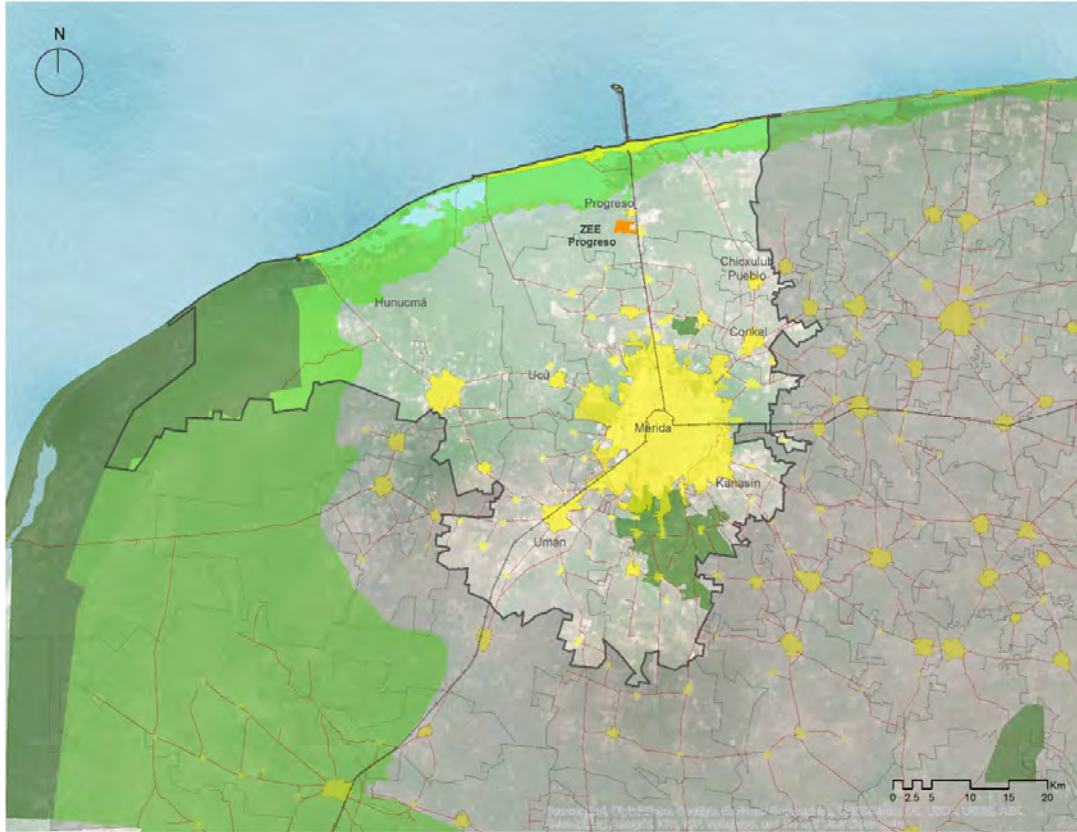 N
Progreso
ZEE
Progreso
Chicxulub
Pueblo
Hunucmá
Conkal
Ucú
Mérida
Kanasín
Umán
Km
0 2.5 5 10 15 20